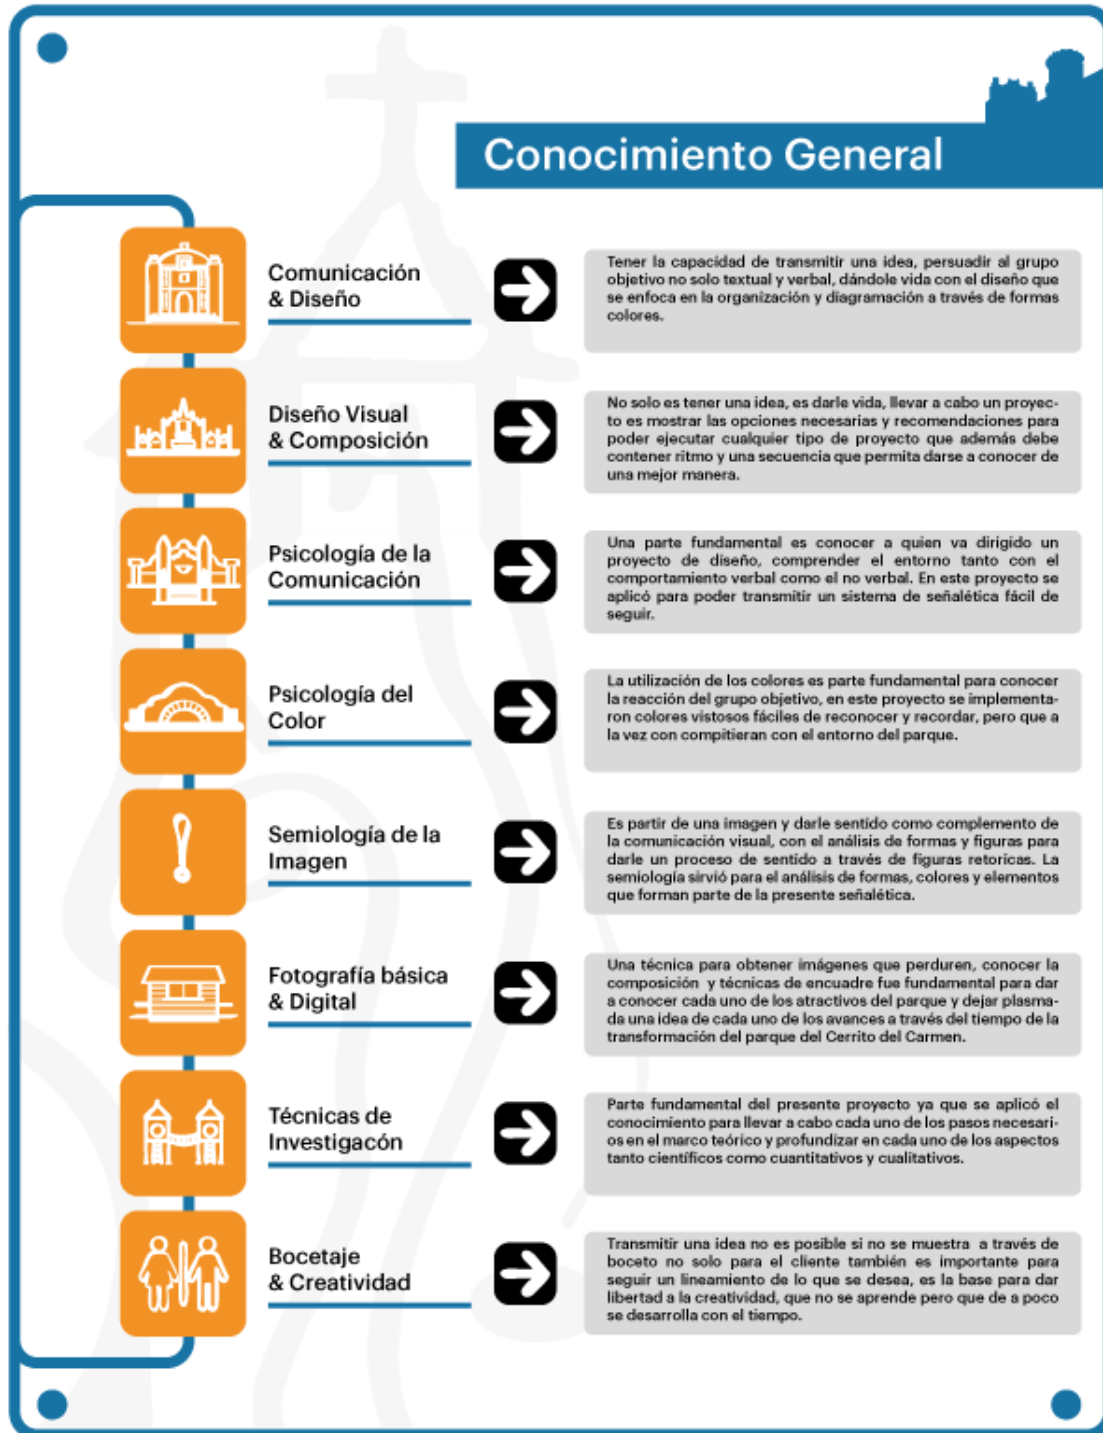 Conocimiento General
Comunicación
& Diseño
Tener la capacidad de transmitir una idea, persuadir al grupo
objetivo no solo textual y verbal, dándole vida con el diseño que
se enfoca en la organización y diagramación a través de formas
colores.
Diseño Visual
& Composición
No solo es tener una idea, es darle vida, llevar a cabo un proyec-
to es mostrar las opciones necesarias y recomendaciones para
poder ejecutar cualquier tipo de proyecto que además debe
contener ritmo y una secuencia que permita darse a conocer de
una mejor manera.
Psicología de la
Comunicación
Una parte fundamental es conocer a quien va dirigido un
proyecto de diseño, comprender el entorno tanto con el
comportamiento verbal como el no verbal. En este proyecto se
aplicó para poder transmitir un sistema de señalética fácil de
seguir.
Psicología del
Color
La utilización de los colores es parte fundamental para conocer
la reacción del grupo objetivo, en este proyecto se implementa-
ron colores vistosos fáciles de reconocer y recordar, pero que a
la vez con compitieran con el entorno del parque.
Semiología de la
Imagen
Es partir de una imagen y darle sentido como complemento de
la comunicación visual, con el análisis de formas y figuras para
darle un proceso de sentido a través de figuras retoricas. La
semiología sirvió para el análisis de formas, colores y elementos
que forman parte de la presente señalética.
Fotografía básica
& Digital
Una técnica para obtener imágenes que perduren, conocer la
composición y técnicas de encuadre fue fundamental para dar
a conocer cada uno de los atractivos del parque y dejar plasma-
da una idea de cada uno de los avances a través del tiempo de la
transformación del parque del Cerrito del Carmen.
Técnicas de
Investigacón
Parte fundamental del presente proyecto ya que se aplicó el
conocimiento para llevar a cabo cada uno de los pasos necesari-
os en el marco teórico y profundizar en cada uno de los aspectos
tanto científicos como cuantitativos y cualitativos.
Bocetaje
& Creatividad
Transmitir una idea no es posible si no se muestra a través de
boceto no solo para el cliente también es importante para
seguir un lineamiento de lo que se desea, es la base para dar
libertad a la creatividad, que no se aprende pero que de a poco
se desarrolla con el tiempo.